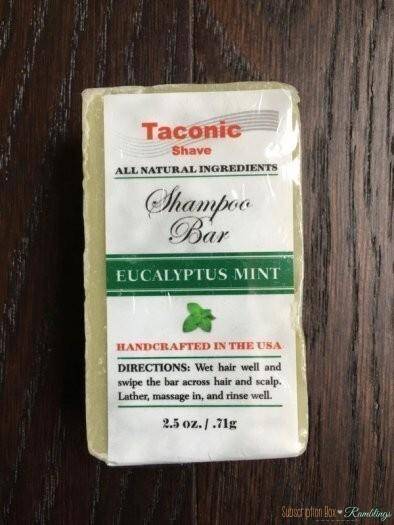 Taconic
Shave
ALL NATURAL INGREDIENTS
Shampoo
Bar
EUCALYPTUS MINT
HANDCRAFTED IN THE USA
DIRECTIONS: Wet hair well and
swipe the bar across hair and scalp.
Lather, massage in, and rinse well.
2.5 oz. / .71g
Subscription Box ♥ Ramblings